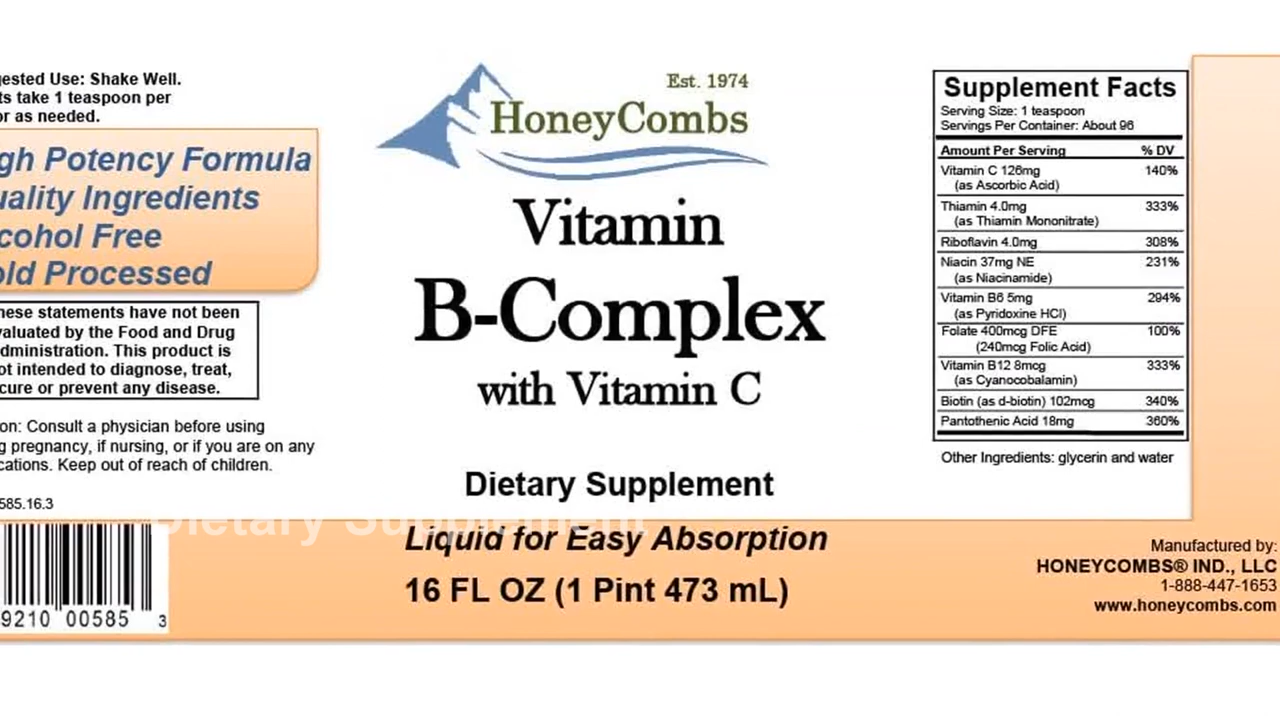 gested Use: Shake Well.
ts take 1 teaspoon per
or as needed.
gh Potency Formula
uality Ingredients
cohol Free
old Processed
hese statements have not been
valuated by the Food and Drug
dministration. This product is
ot intended to diagnose, treat,
cure or prevent any disease.
on: Consult a physician before using
g pregnancy, if nursing, or if you are on any
cations. Keep out of reach of children.
585.16.3
9210 00585 3
Est. 1974
HoneyCombs
Vitamin
B-Complex
with Vitamin C
Dietary Supplement
Dietary Supplement
Liquid for Easy Absorption
16 FL OZ (1 Pint 473 mL)
Supplement Facts
Serving Size: 1 teaspoon
Servings Per Container: About 96
Amount Per Serving % DV
Vitamin C 126mg 140%
(as Ascorbic Acid)
Thiamin 4.0mg 333%
(as Thiamin Mononitrate)
Riboflavin 4.0mg 308%
Niacin 37mg NE 231%
(as Niacinamide)
Vitamin B6 5mg 294%
(as Pyridoxine HCl)
Folate 400mcg DFE 100%
(240mcg Folic Acid)
Vitamin B12 8mcg 333%
(as Cyanocobalamin)
Biotin (as d-biotin) 102mcg 340%
Pantothenic Acid 18mg 360%
Other Ingredients: glycerin and water
Manufactured by:
HONEYCOMBS® IND., LLC
1-888-447-1653
www.honeycombs.com